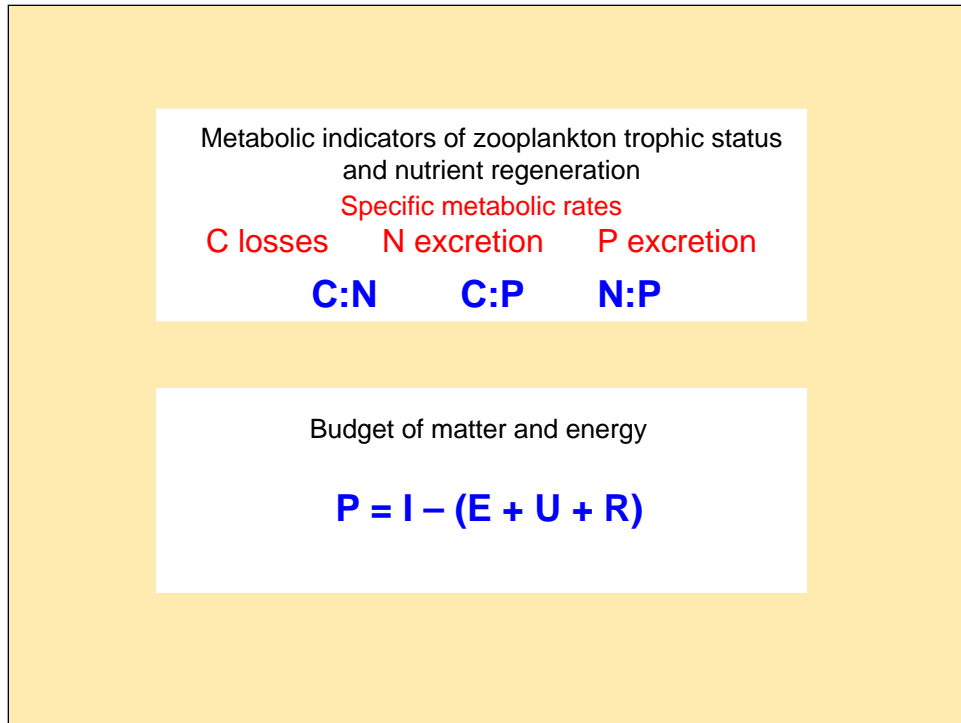 Metabolic indicators of zooplankton trophic status
and nutrient regeneration
Specific metabolic rates
C losses N excretion P excretion
C:N C:P N:P
Budget of matter and energy
P = I – (E + U + R)